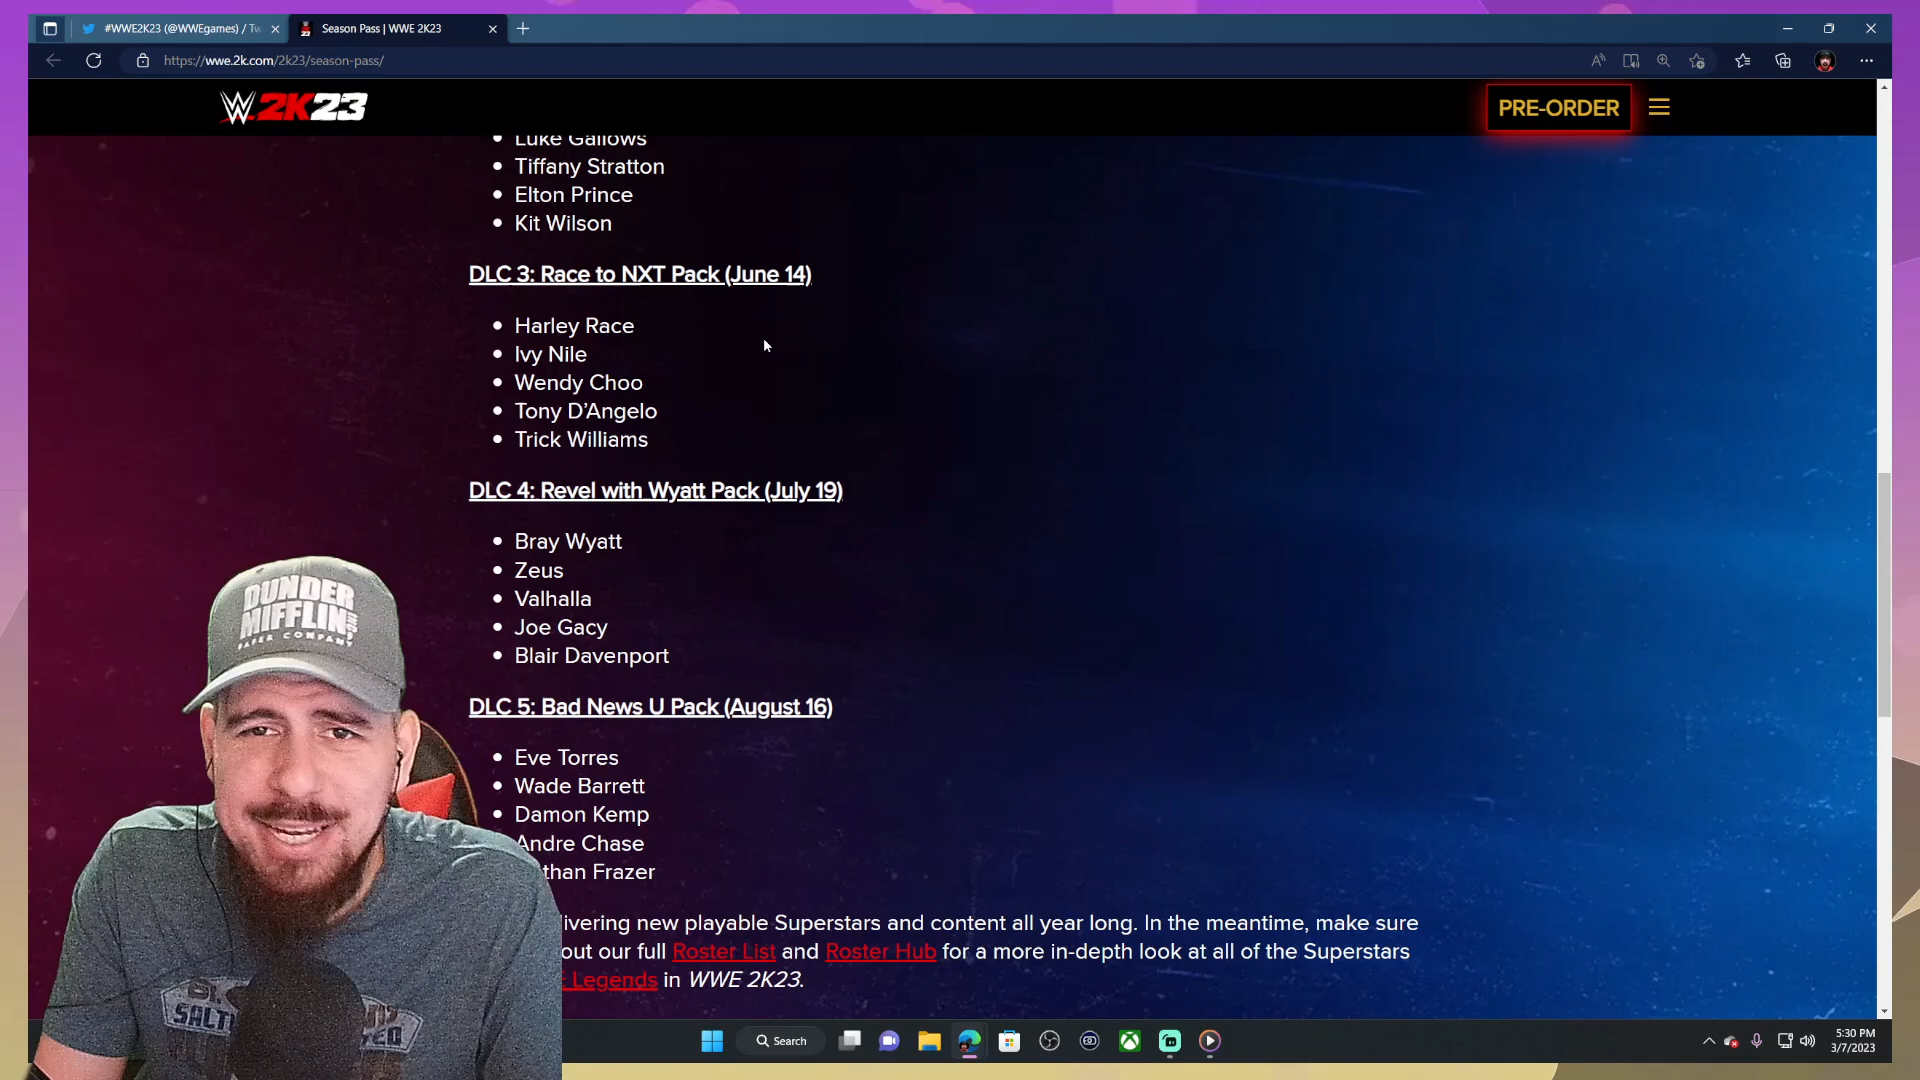 #WWE2K23 (@WWEgames) / Tw
Season Pass | WWE 2K23
https://wwe.2k.com/2k23/season-pass/
W 2K23
PRE-ORDER
Luke Gallows
Tiffany Stratton
Elton Prince
Kit Wilson
DLC 3: Race to NXT Pack (June 14)
Harley Race
Ivy Nile
Wendy Choo
Tony D’Angelo
Trick Williams
DLC 4: Revel with Wyatt Pack (July 19)
Bray Wyatt
Zeus
Valhalla
Joe Gacy
Blair Davenport
DLC 5: Bad News U Pack (August 16)
Eve Torres
Wade Barrett
Damon Kemp
Andre Chase
than Frazer
ivering new playable Superstars and content all year long. In the meantime, make sure
out our full Roster List and Roster Hub for a more in-depth look at all of the Superstars
Legends in WWE 2K23.
DUNDER
MIFFLIN
PAPER COMPANY
SALT
Search
5:30 PM
3/7/2023